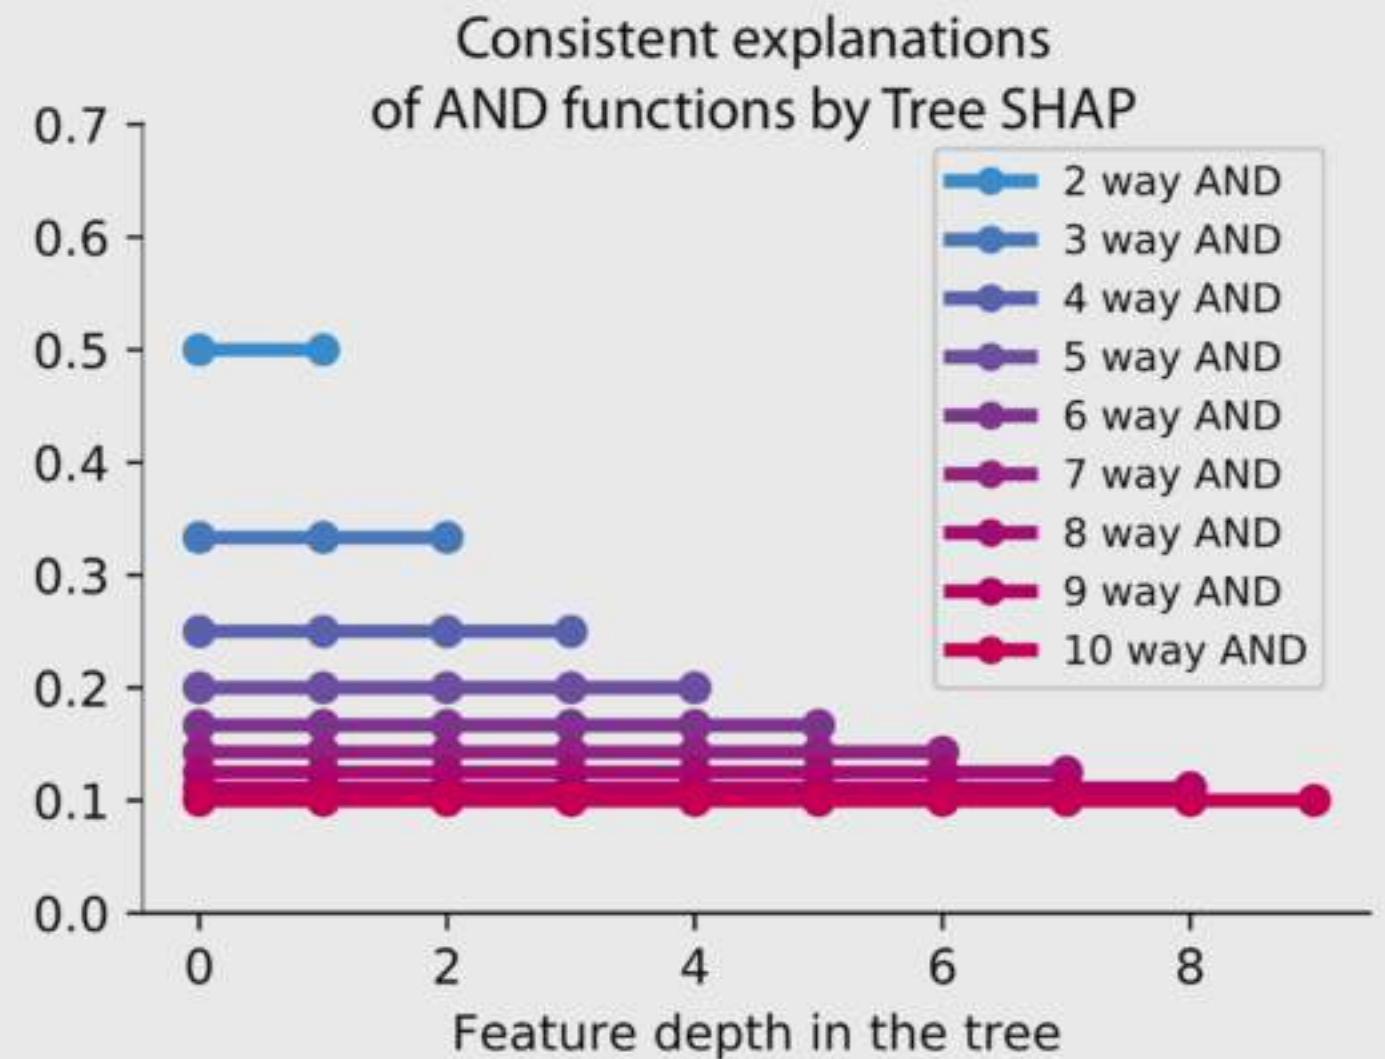 Consistent explanations
of AND functions by Tree SHAP
0.7
0.6
0.5
0.4
0.3
0.2
0.1
0.0
2 way AND
3 way AND
4 way AND
5 way AND
6 way AND
7 way AND
8 way AND
9 way AND
10 way AND
0 2 4 6 8
Feature depth in the tree